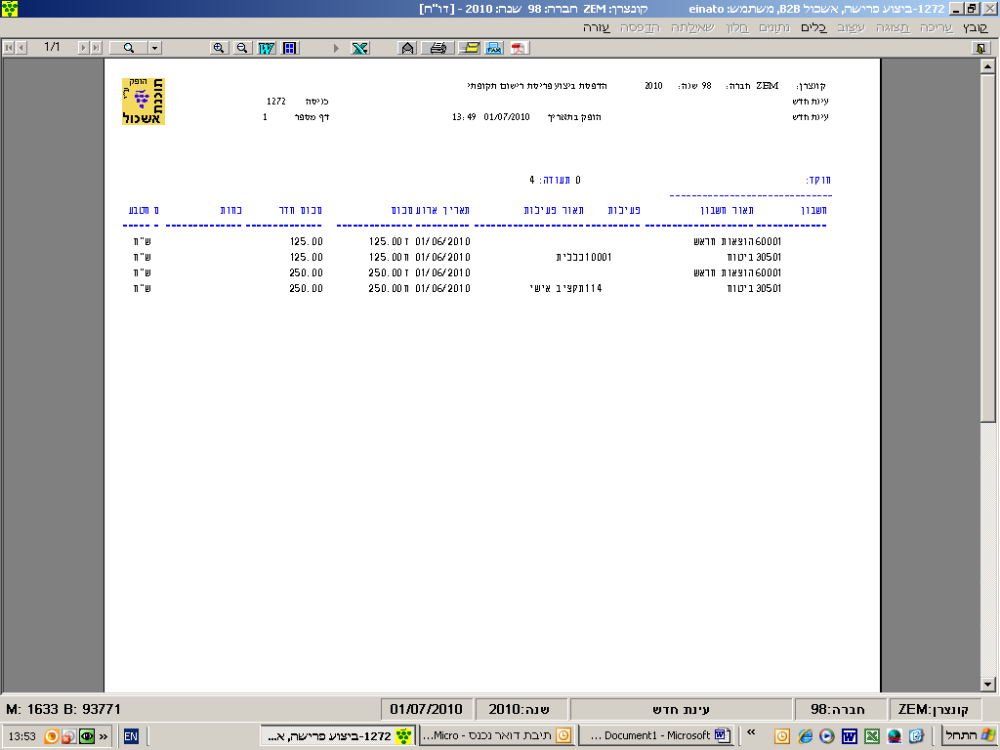 1272-ביצוע פרישה, אשכול B2B, משתמש: einato קונצרן: ZEM חברה: 98 שנה: 2010 - [דו"ח]
קובץ עריכה תצוגה עיצוב כלים נתונים חלון שאילתה הדפסה עזרה
1/1
קונצרן: ZEM חברה: 98 שנה: 2010 הדפסת ביצוע פריסת רישום תקופתי
עינת חדש כניסה 1272
עינת חדש הופק בתאריך 01/07/2010 13:49 דף מספר 1
הופק ע"י תוכנת אשכול
מוקד:
0 תעודה: 4
חשבון תאור חשבון פעילות תאור פעילות תאריך ארוע סכום סכום מדד כמות מ מטבע
60001 הוצאות מראש 01/06/2010 ז 125.00 125.00 ש"ח
30501 ביטוח 10001 כללית 01/06/2010 ח 125.00 125.00 ש"ח
60001 הוצאות מראש 01/06/2010 ז 250.00 250.00 ש"ח
30501 ביטוח 114 תקציב אישי 01/06/2010 ח 250.00 250.00 ש"ח
קונצרן:ZEM חברה:98 עינת חדש שנה:2010 01/07/2010 M: 1633 B: 93771
התחל Document1 - Microsoft ... תיבת דואר נכנס - Micro... 1272-ביצוע פרישה, א... EN 13:53